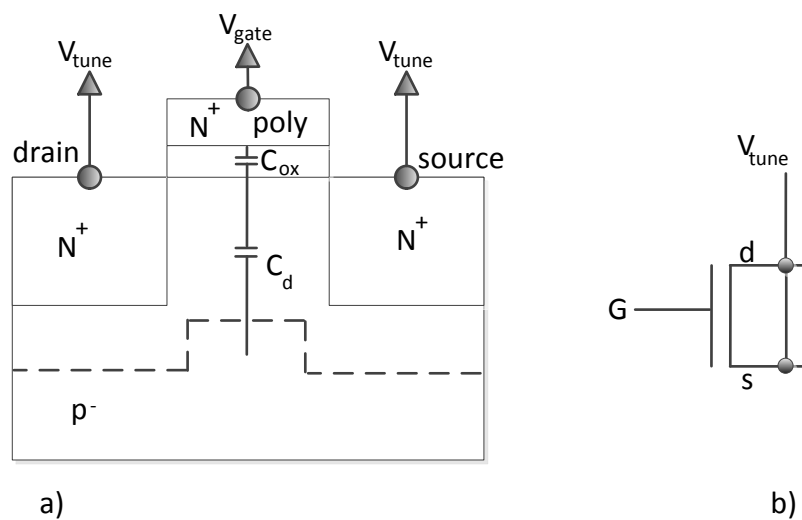 V_gate
V_tune
V_tune
N⁺ poly
drain
C_ox
source
N⁺
N⁺
C_d
p⁻
a)
V_tune
d
G
s
b)